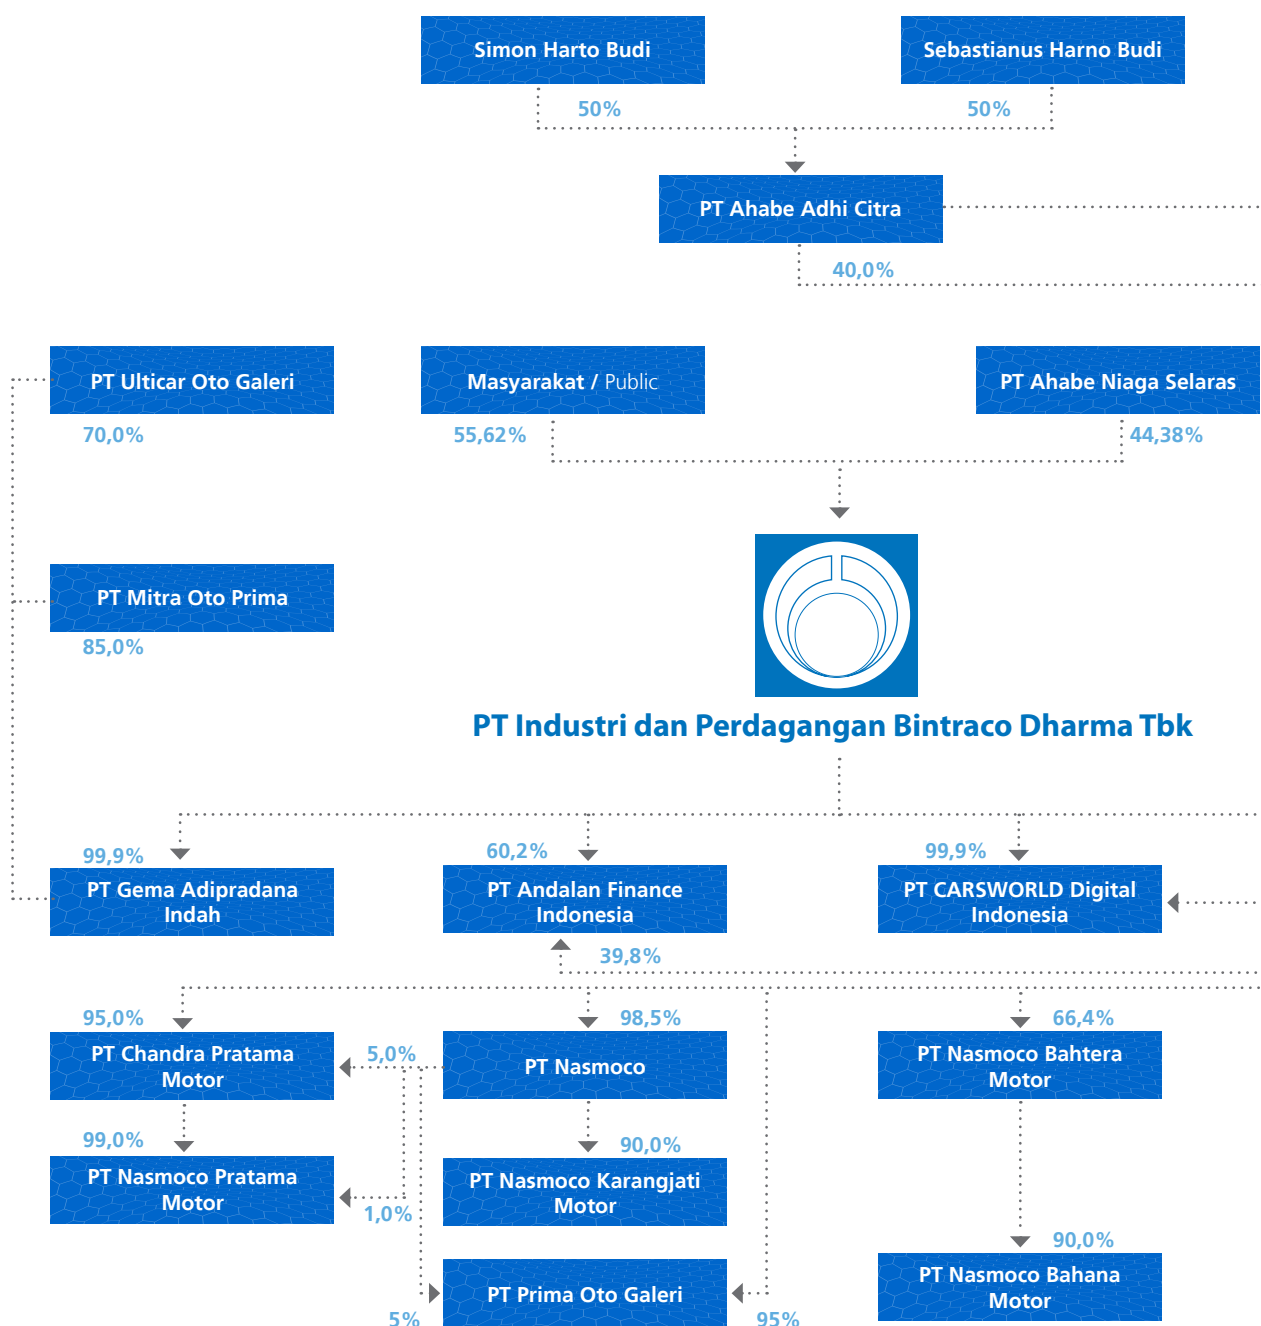 Simon Harto Budi
Sebastianus Harno Budi
50%
50%
PT Ahabe Adhi Citra
40,0%
PT Ulticar Oto Galeri
Masyarakat / Public
PT Ahabe Niaga Selaras
70,0%
55,62%
44,38%
PT Mitra Oto Prima
85,0%
PT Industri dan Perdagangan Bintraco Dharma Tbk
99,9%
60,2%
99,9%
PT Gema Adipradana
Indah
PT Andalan Finance
Indonesia
PT CARSWORLD Digital
Indonesia
39,8%
95,0%
98,5%
66,4%
PT Chandra Pratama
Motor
5,0%
PT Nasmoco
PT Nasmoco Bahtera
Motor
99,0%
90,0%
PT Nasmoco Pratama
Motor
1,0%
PT Nasmoco Karangjati
Motor
90,0%
PT Prima Oto Galeri
PT Nasmoco Bahana
Motor
5%
95%